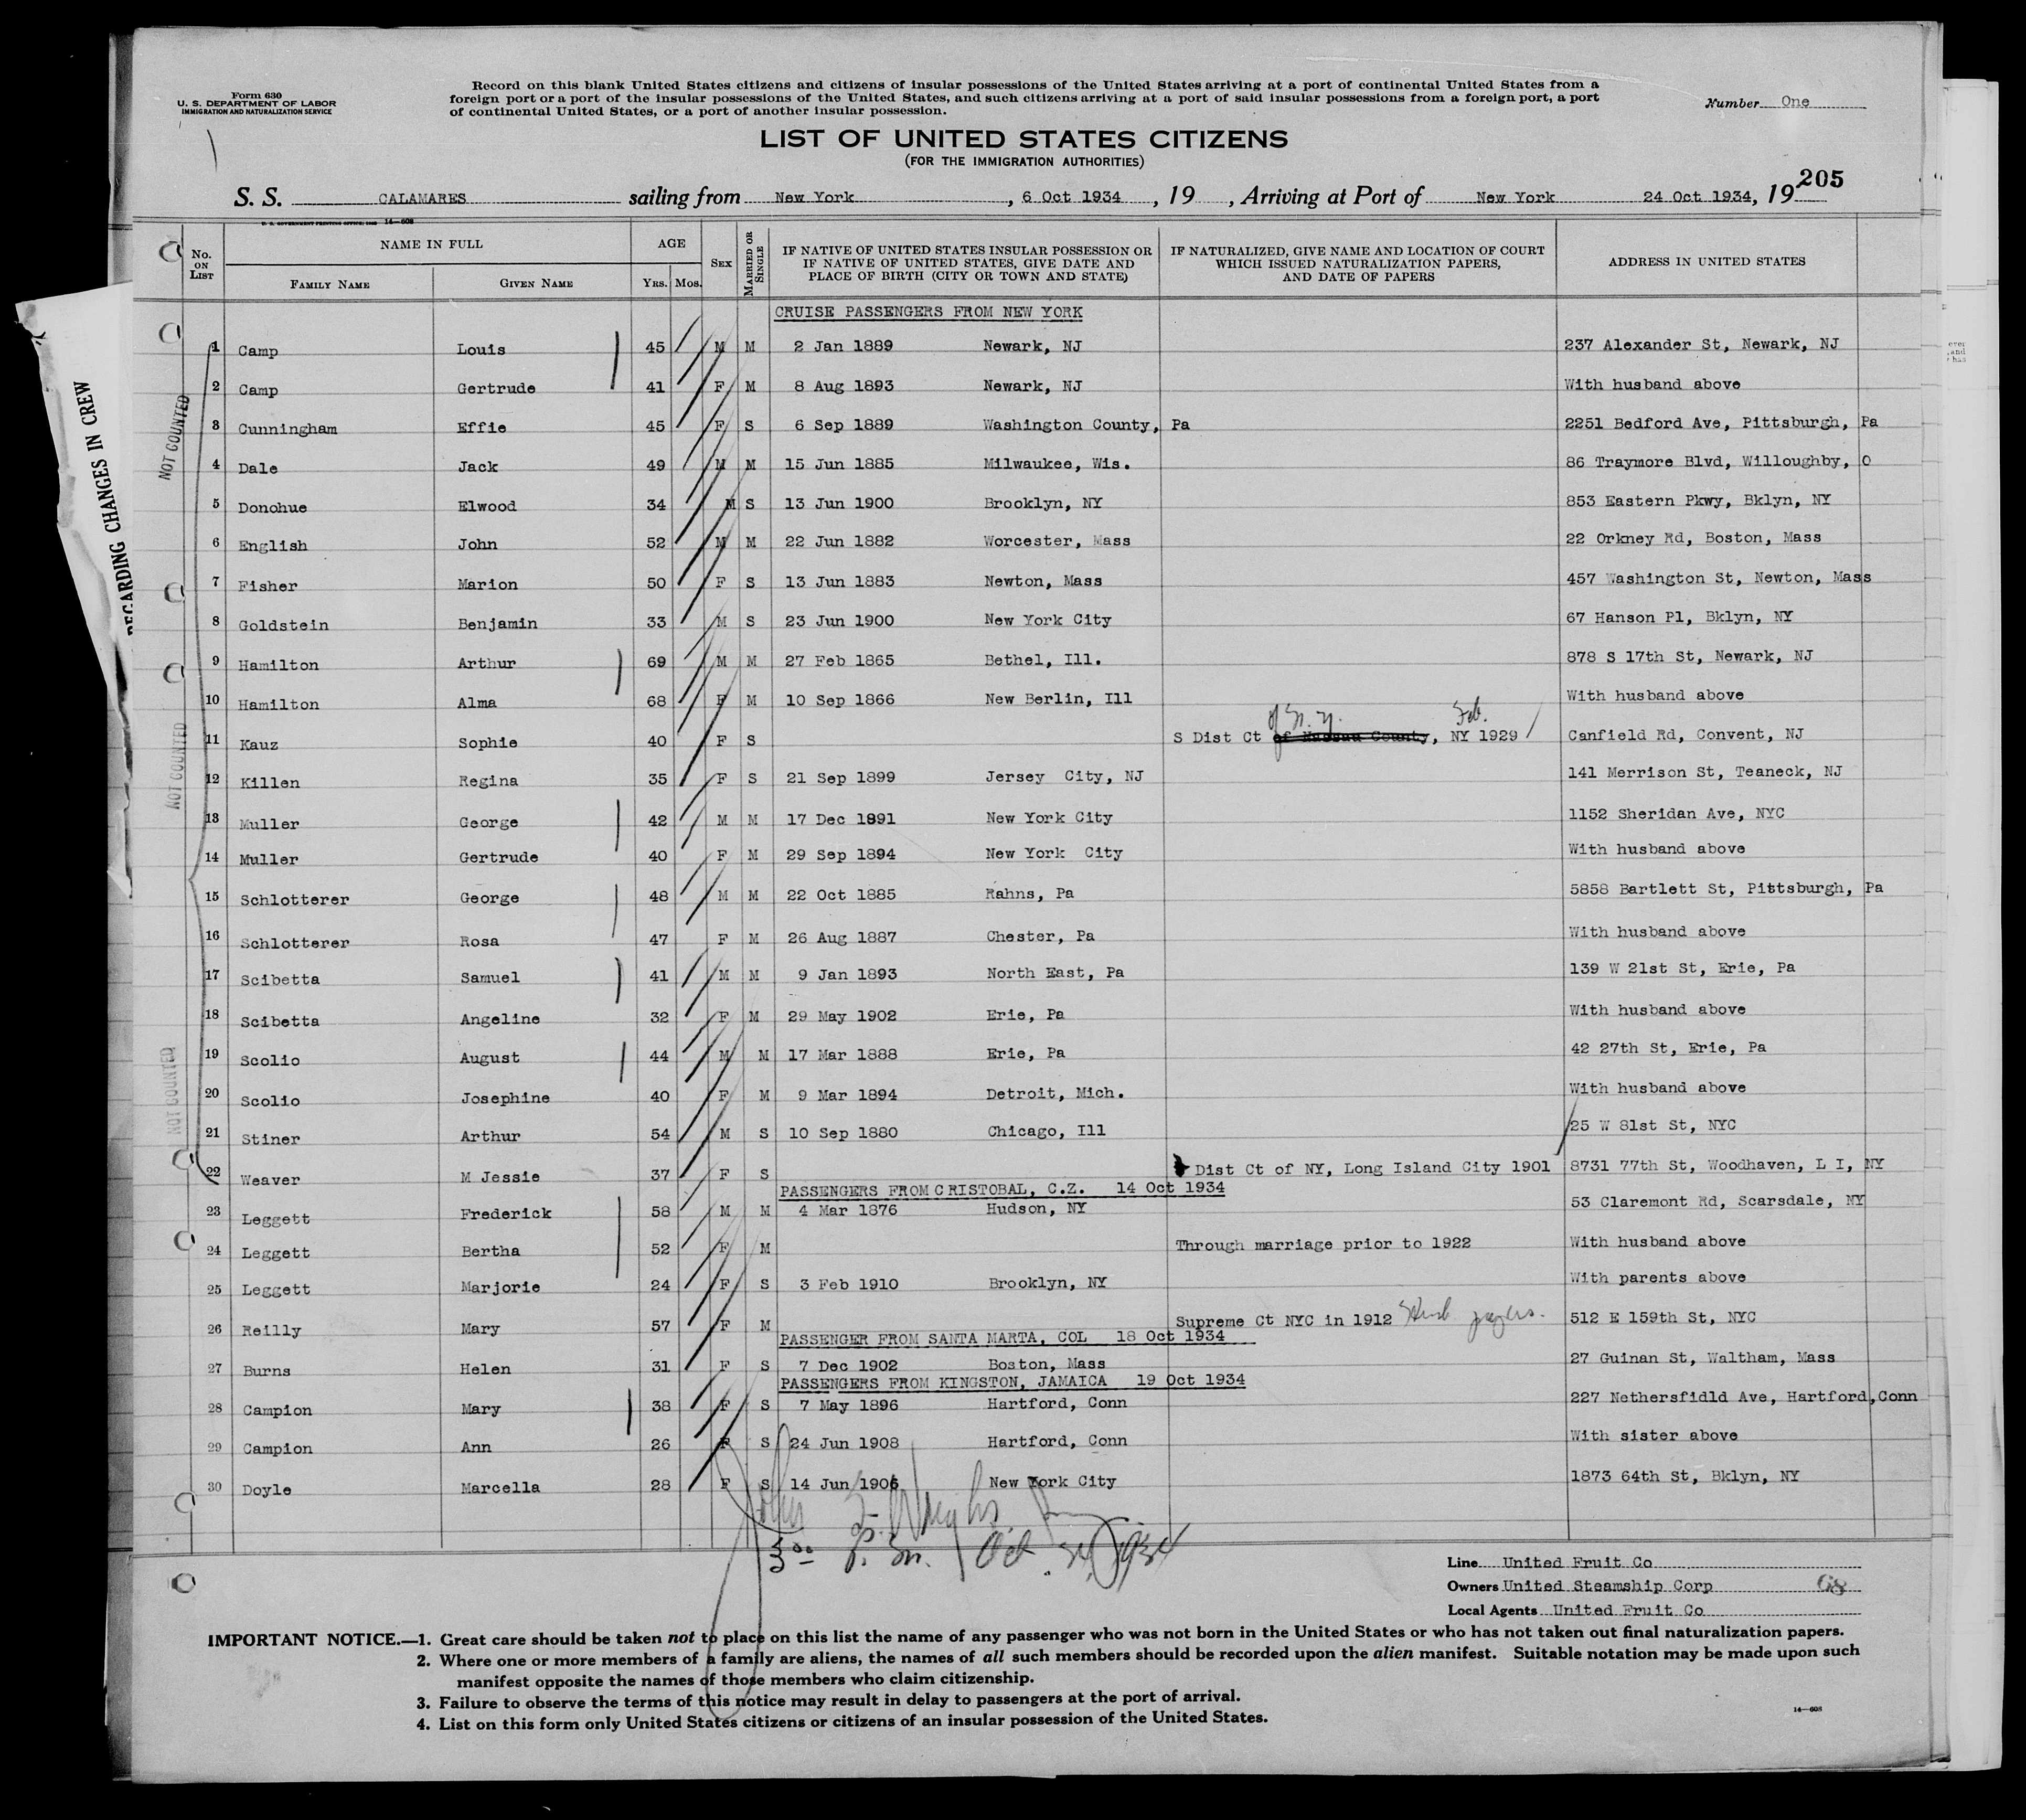 Form 630
U. S. DEPARTMENT OF LABOR
IMMIGRATION AND NATURALIZATION SERVICE
Record on this blank United States citizens and citizens of insular possessions of the United States arriving at a port of continental United States from a
foreign port or a port of the insular possessions of the United States, and such citizens arriving at a port of said insular possessions from a foreign port, a port
of continental United States, or a port of another insular possession.
Number One
LIST OF UNITED STATES CITIZENS
(FOR THE IMMIGRATION AUTHORITIES)
205
S. S. CALAMARES sailing from New York , 6 Oct 1934 , 19 , Arriving at Port of New York 24 Oct 1934, 19
14—608
No. ON LIST NAME IN FULL FAMILY NAME GIVEN NAME AGE YRS. MOS. SEX MARRIED OR SINGLE IF NATIVE OF UNITED STATES INSULAR POSSESSION OR IF NATIVE OF UNITED STATES, GIVE DATE AND PLACE OF BIRTH (CITY OR TOWN AND STATE) IF NATURALIZED, GIVE NAME AND LOCATION OF COURT WHICH ISSUED NATURALIZATION PAPERS, AND DATE OF PAPERS ADDRESS IN UNITED STATES
CRUISE PASSENGERS FROM NEW YORK
1 Camp Louis 45 M M 2 Jan 1889 Newark, NJ 237 Alexander St, Newark, NJ
2 Camp Gertrude 41 F M 8 Aug 1893 Newark, NJ With husband above
3 Cunningham Effie 45 F S 6 Sep 1889 Washington County, Pa 2251 Bedford Ave, Pittsburgh, Pa
4 Dale Jack 49 M M 15 Jun 1885 Milwaukee, Wis. 86 Traymore Blvd, Willoughby, O
5 Donohue Elwood 34 M S 13 Jun 1900 Brooklyn, NY 853 Eastern Pkwy, Bklyn, NY
6 English John 52 M M 22 Jun 1882 Worcester, Mass 22 Orkney Rd, Boston, Mass
7 Fisher Marion 50 F S 13 Jun 1883 Newton, Mass 457 Washington St, Newton, Mass
8 Goldstein Benjamin 33 M S 23 Jun 1900 New York City 67 Hanson Pl, Bklyn, NY
9 Hamilton Arthur 69 M M 27 Feb 1865 Bethel, Ill. 878 S 17th St, Newark, NJ
10 Hamilton Alma 68 F M 10 Sep 1866 New Berlin, Ill With husband above
of N. Y. Feb.
11 Kauz Sophie 40 F S S Dist Ct of Nassau County, NY 1929 Canfield Rd, Convent, NJ
12 Killen Regina 35 F S 21 Sep 1899 Jersey City, NJ 141 Merrison St, Teaneck, NJ
13 Muller George 42 M M 17 Dec 1891 New York City 1152 Sheridan Ave, NYC
14 Muller Gertrude 40 F M 29 Sep 1894 New York City With husband above
15 Schlotterer George 48 M M 22 Oct 1885 Rahns, Pa 5858 Bartlett St, Pittsburgh, Pa
16 Schlotterer Rosa 47 F M 26 Aug 1887 Chester, Pa With husband above
17 Scibetta Samuel 41 M M 9 Jan 1893 North East, Pa 139 W 21st St, Erie, Pa
18 Scibetta Angeline 32 F M 29 May 1902 Erie, Pa With husband above
19 Scolio August 44 M M 17 Mar 1888 Erie, Pa 42 27th St, Erie, Pa
20 Scolio Josephine 40 F M 9 Mar 1894 Detroit, Mich. With husband above
21 Stiner Arthur 54 M S 10 Sep 1880 Chicago, Ill 25 W 81st St, NYC
22 Weaver M Jessie 37 F S Dist Ct of NY, Long Island City 1901 8731 77th St, Woodhaven, L I, NY
PASSENGERS FROM CRISTOBAL, C.Z. 14 Oct 1934
23 Leggett Frederick 58 M M 4 Mar 1876 Hudson, NY 53 Claremont Rd, Scarsdale, NY
24 Leggett Bertha 52 F M Through marriage prior to 1922 With husband above
25 Leggett Marjorie 24 F S 3 Feb 1910 Brooklyn, NY With parents above
26 Reilly Mary 57 F M Supreme Ct NYC in 1912 Husb papers. 512 E 159th St, NYC
PASSENGER FROM SANTA MARTA, COL 18 Oct 1934
27 Burns Helen 31 F S 7 Dec 1902 Boston, Mass 27 Guinan St, Waltham, Mass
PASSENGERS FROM KINGSTON, JAMAICA 19 Oct 1934
28 Campion Mary 38 F S 7 May 1896 Hartford, Conn 227 Nethersfidld Ave, Hartford,Conn
29 Campion Ann 26 F S 24 Jun 1908 Hartford, Conn With sister above
30 Doyle Marcella 28 F S 14 Jun 1906 New York City 1873 64th St, Bklyn, NY
NOT COUNTED
NOT COUNTED
NOT COUNTED
REGARDING CHANGES IN CREW
P. M. Oct 24, 1934
Line United Fruit Co
Owners United Steamship Corp 68
Local Agents United Fruit Co
IMPORTANT NOTICE.—1. Great care should be taken not to place on this list the name of any passenger who was not born in the United States or who has not taken out final naturalization papers.
2. Where one or more members of a family are aliens, the names of all such members should be recorded upon the alien manifest. Suitable notation may be made upon such
manifest opposite the names of those members who claim citizenship.
3. Failure to observe the terms of this notice may result in delay to passengers at the port of arrival.
4. List on this form only United States citizens or citizens of an insular possession of the United States.
14—608